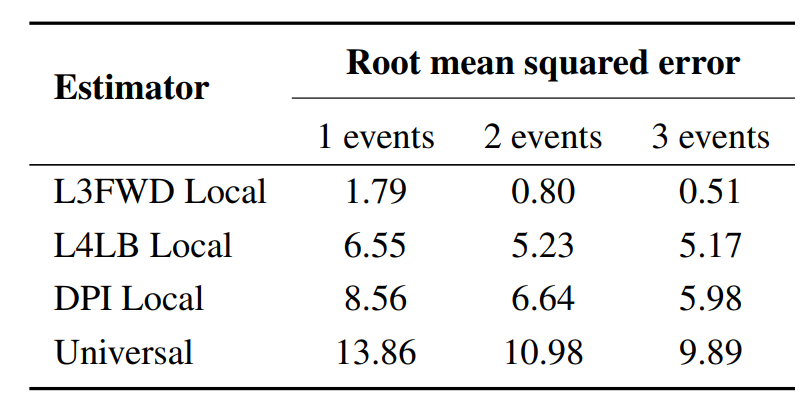 Estimator Root mean squared error
1 events 2 events 3 events
L3FWD Local 1.79 0.80 0.51
L4LB Local 6.55 5.23 5.17
DPI Local 8.56 6.64 5.98
Universal 13.86 10.98 9.89